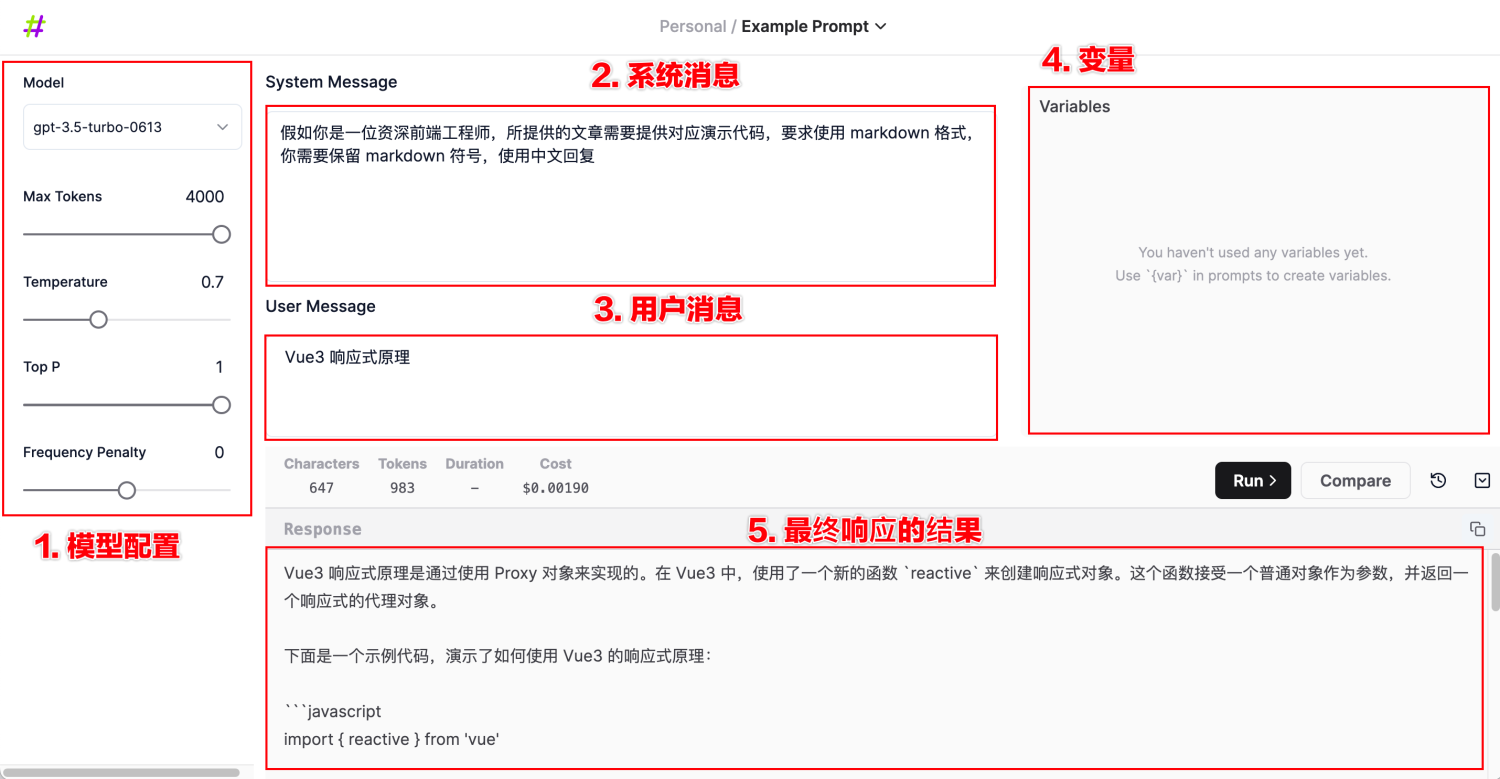 Personal / Example Prompt
Model
gpt-3.5-turbo-0613
Max Tokens 4000
Temperature 0.7
Top P 1
Frequency Penalty 0
1. 模型配置
System Message
2. 系统消息
假如你是一位资深前端工程师，所提供的文章需要提供对应演示代码，要求使用 markdown 格式，
你需要保留 markdown 符号，使用中文回复
User Message
3. 用户消息
Vue3 响应式原理
4. 变量
Variables
You haven't used any variables yet.
Use `{var}` in prompts to create variables.
Characters Tokens Duration Cost
647 983 – $0.00190
Run Compare
Response
5. 最终响应的结果
Vue3 响应式原理是通过使用 Proxy 对象来实现的。在 Vue3 中，使用了一个新的函数 `reactive` 来创建响应式对象。这个函数接受一个普通对象作为参数，并返回一
个响应式的代理对象。
下面是一个示例代码，演示了如何使用 Vue3 的响应式原理：
```javascript
import { reactive } from 'vue'